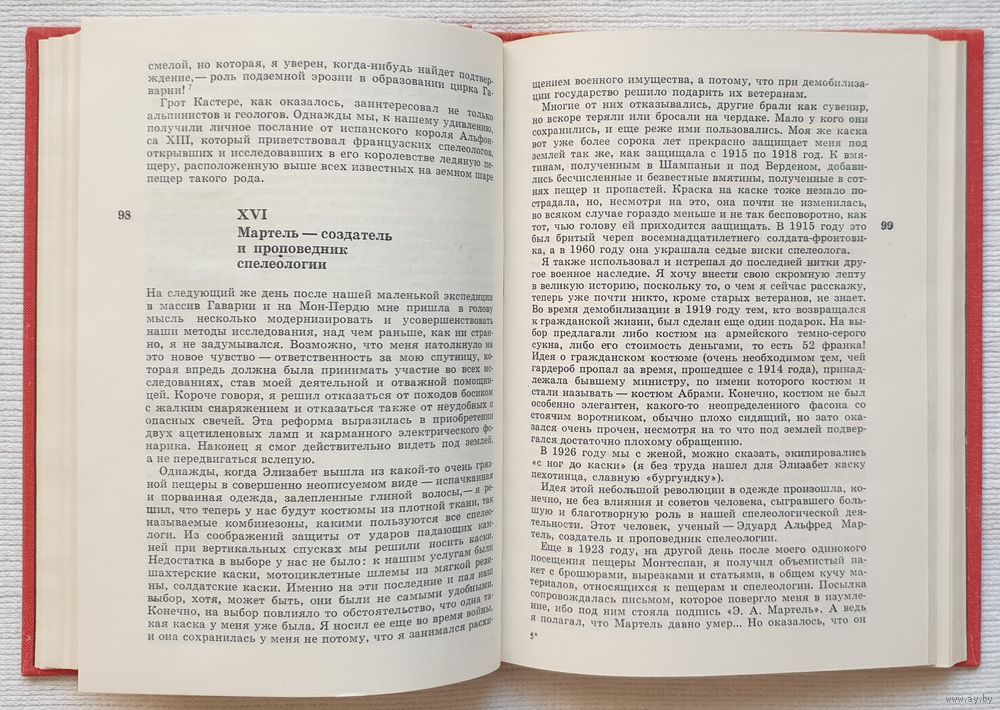 смелой, но которая, я уверен, когда-нибудь найдет подтвер-
ждение,— роль подземной эрозии в образовании цирка Га-
варни! 7
Грот Кастере, как оказалось, заинтересовал не только
альпинистов и геологов. Однажды мы, к нашему удивлению,
получили личное послание от испанского короля Альфон-
са XIII, который приветствовал французских спелеологов,
открывших и исследовавших в его королевстве ледяную пе-
щеру, расположенную выше всех известных на земном шаре
пещер такого рода.
98
XVI
Мартель — создатель
и проповедник
спелеологии
На следующий же день после нашей маленькой экспедиции
в массив Гаварни и на Мон-Пердю мне пришла в голову
мысль несколько модернизировать и усовершенствовать
наши методы исследования, над чем раньше, как ни стран-
но, я не задумывался. Возможно, что меня натолкнуло на
это новое чувство — ответственность за мою спутницу, ко-
торая впредь должна была принимать участие во всех ис-
следованиях, став моей деятельной и отважной помощни-
цей. Короче говоря, я решил отказаться от походов босиком
с жалким снаряжением и отказаться также от неудобных и
опасных свечей. Эта реформа выразилась в приобретении
двух ацетиленовых ламп и карманного электрического фо-
нарика. Наконец я смог действительно видеть под землей,
а не передвигаться вслепую.
Однажды, когда Элизабет вышла из какой-то очень гряз-
ной пещеры в совершенно неописуемом виде — испачканная
и порванная одежда, залепленные глиной волосы,— я ре-
шил, что теперь у нас будут костюмы из плотной ткани, так
называемые комбинезоны, какими пользуются все спелео-
логи. Из соображений защиты от ударов падающих кам-
ней при вертикальных спусках мы решили носить каски.
Недостатка в выборе у нас не было: к нашим услугам были
шахтерские каски, мотоциклетные шлемы из мягкой рези-
ны, солдатские каски. Именно на эти последние и пал наш
выбор, хотя, может быть, они были не самыми удобными.
Конечно, на выбор повлияло то обстоятельство, что одна та-
кая каска у меня уже была. Я носил ее еще во время войны,
и она сохранилась у меня не потому, что я занимался расхи-
щением военного имущества, а потому, что при демобилиза-
ции государство решило подарить их ветеранам.
Многие от них отказывались, другие брали как сувенир,
но вскоре теряли или бросали на чердаке. Мало у кого они
сохранились, и еще реже ими пользовались. Моя же каска
вот уже более сорока лет прекрасно защищает меня под
землей так же, как защищала с 1915 по 1918 год. К вмя-
тинам, полученным в Шампаньи и под Верденом, добави-
лись бесчисленные и безвестные вмятины, полученные в сот-
нях пещер и пропастей. Краска на каске тоже немало по-
страдала, но, несмотря на это, она почти не изменилась,
во всяком случае гораздо меньше и не так бесповоротно, как
тот, чью голову ей приходится защищать. В 1915 году это
был бритый череп восемнадцатилетнего солдата-фронтови-
ка, а в 1960 году она украшала седые виски спелеолога.
99
Я также использовал и истрепал до последней нитки дру-
гое военное наследие. Я хочу внести свою скромную лепту
в великую историю, поскольку то, о чем я сейчас расскажу,
теперь уже почти никто, кроме старых ветеранов, не знает.
Во время демобилизации в 1919 году тем, кто возвращался
к гражданской жизни, был сделан еще один подарок. На вы-
бор предлагали либо костюм из армейского темно-серого
сукна, либо его стоимость деньгами, то есть 52 франка!
Идея о гражданском костюме (очень необходимом тем, чей
гардероб пропал за время, прошедшее с 1914 года), принад-
лежала бывшему министру, по имени которого костюм и
стали называть — костюм Абрами. Конечно, костюм не был
особенно элегантен, какого-то неопределенного фасона со
стоячим воротником, обычно плохо сидящий, но зато ока-
зался очень прочен, несмотря на то что под землей подвер-
гался достаточно плохому обращению.
В 1926 году мы с женой, можно сказать, экипировались
«с ног до каски» (я без труда нашел для Элизабет каску
пехотинца, славную «бургундку»).
Идея этой небольшой революции в одежде произошла, ко-
нечно, не без влияния и советов человека, сыгравшего боль-
шую и благотворную роль в нашей спелеологической дея-
тельности. Этот человек, ученый — Эдуард Альфред Мар-
тель, создатель и проповедник спелеологии.
Еще в 1923 году, на другой день после моего одинокого
посещения пещеры Монтеспан, я получил объемистый па-
кет с брошюрами, вырезками и статьями, в общем кучу ма-
териалов, относящихся к пещерам и спелеологии. Посылка
сопровождалась письмом, которое повергло меня в изумле-
ние, ибо под ним стояла подпись «Э. А. Мартель». А ведь
я полагал, что Мартель давно умер... Но оказалось, что он
5*
www.ay.by